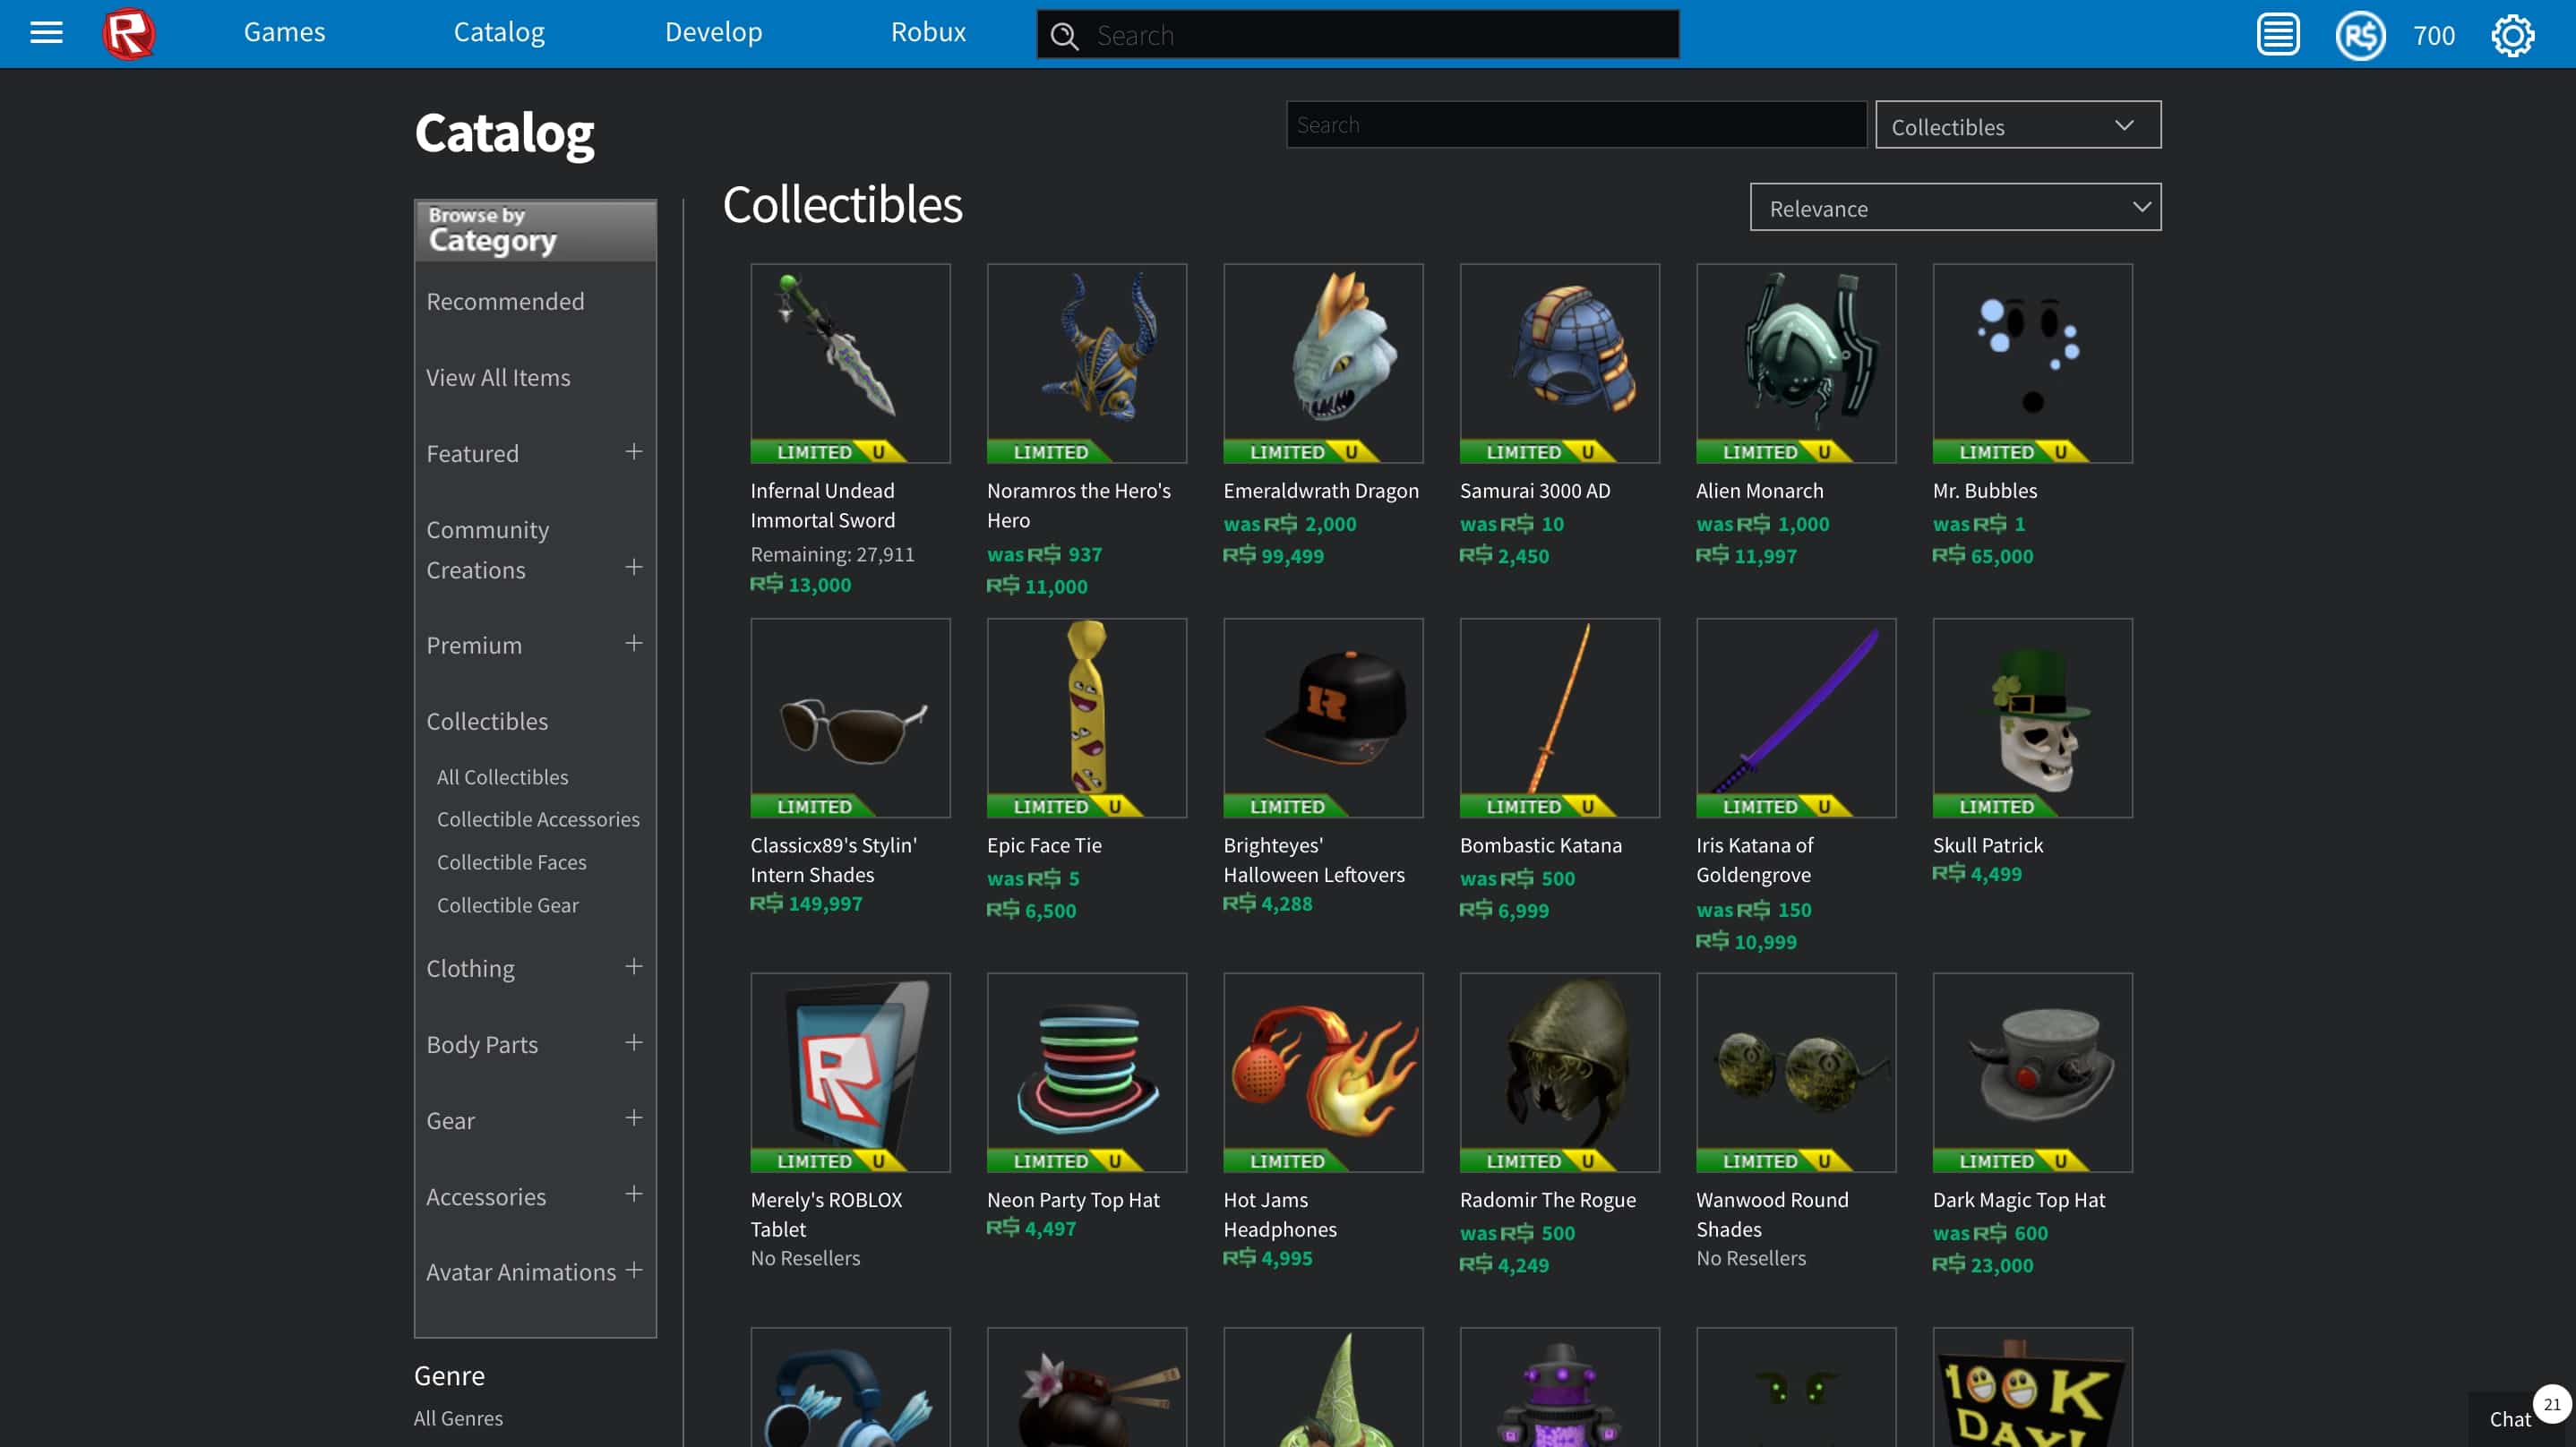 Games
Catalog
Develop
Robux
Search
R$
700
Catalog
Search
Collectibles
Browse by
Category
Recommended
View All Items
Featured +
Community
Creations +
Premium +
Collectibles
All Collectibles
Collectible Accessories
Collectible Faces
Collectible Gear
Clothing +
Body Parts +
Gear +
Accessories +
Avatar Animations +
Genre
All Genres
Collectibles
Relevance
LIMITED U
Infernal Undead
Immortal Sword
Remaining: 27,911
R$ 13,000
LIMITED
Noramros the Hero's
Hero
was R$ 937
R$ 11,000
LIMITED U
Emeraldwrath Dragon
was R$ 2,000
R$ 99,499
LIMITED U
Samurai 3000 AD
was R$ 10
R$ 2,450
LIMITED U
Alien Monarch
was R$ 1,000
R$ 11,997
LIMITED U
Mr. Bubbles
was R$ 1
R$ 65,000
LIMITED
Classicx89's Stylin'
Intern Shades
R$ 149,997
LIMITED U
Epic Face Tie
was R$ 5
R$ 6,500
R
LIMITED
Brighteyes'
Halloween Leftovers
R$ 4,288
LIMITED U
Bombastic Katana
was R$ 500
R$ 6,999
LIMITED U
Iris Katana of
Goldengrove
was R$ 150
R$ 10,999
LIMITED
Skull Patrick
R$ 4,499
R
LIMITED U
Merely's ROBLOX
Tablet
No Resellers
LIMITED U
Neon Party Top Hat
R$ 4,497
LIMITED
Hot Jams
Headphones
R$ 4,995
LIMITED U
Radomir The Rogue
was R$ 500
R$ 4,249
LIMITED U
Wanwood Round
Shades
No Resellers
LIMITED U
Dark Magic Top Hat
was R$ 600
R$ 23,000
100K
DAY!
Chat
21